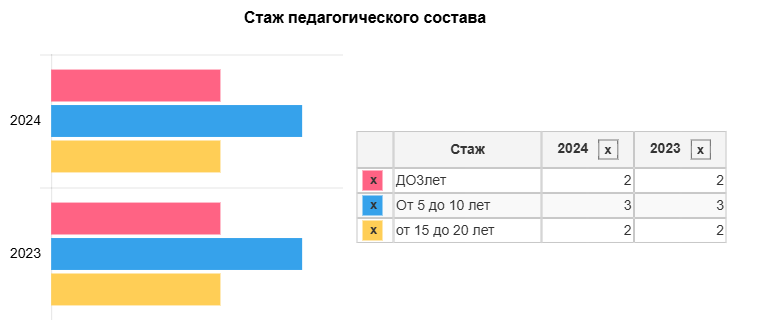 Стаж педагогического состава
2024
2023
Стаж 2024 x 2023 x
x ДО3лет 2 2
x От 5 до 10 лет 3 3
x от 15 до 20 лет 2 2